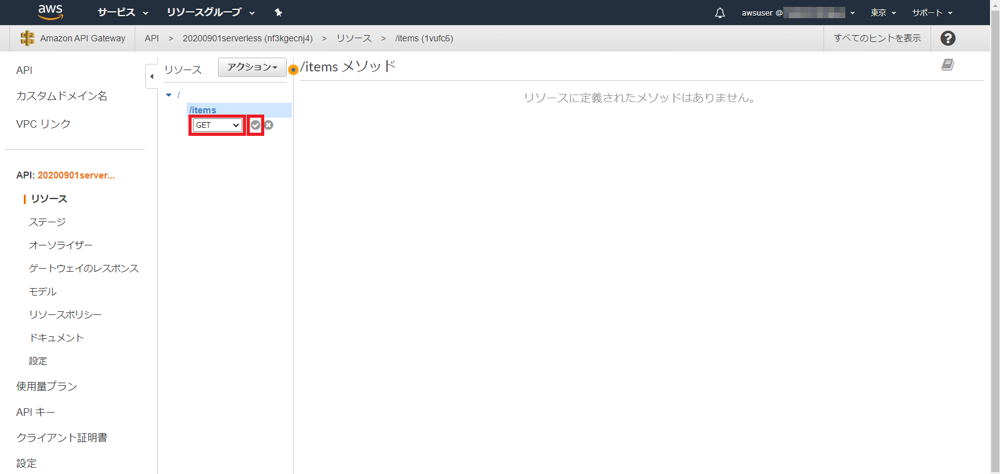 aws サービス リソースグループ awsuser @ 東京 サポート
Amazon API Gateway API > 20200901serverless (nf3kgecnj4) > リソース > /items (1vufc6) すべてのヒントを表示 ?
API
カスタムドメイン名
VPC リンク
API: 20200901server...
リソース
ステージ
オーソライザー
ゲートウェイのレスポンス
モデル
リソースポリシー
ドキュメント
設定
使用量プラン
API キー
クライアント証明書
設定
リソース アクション
/
/items
GET
/items メソッド
リソースに定義されたメソッドはありません。